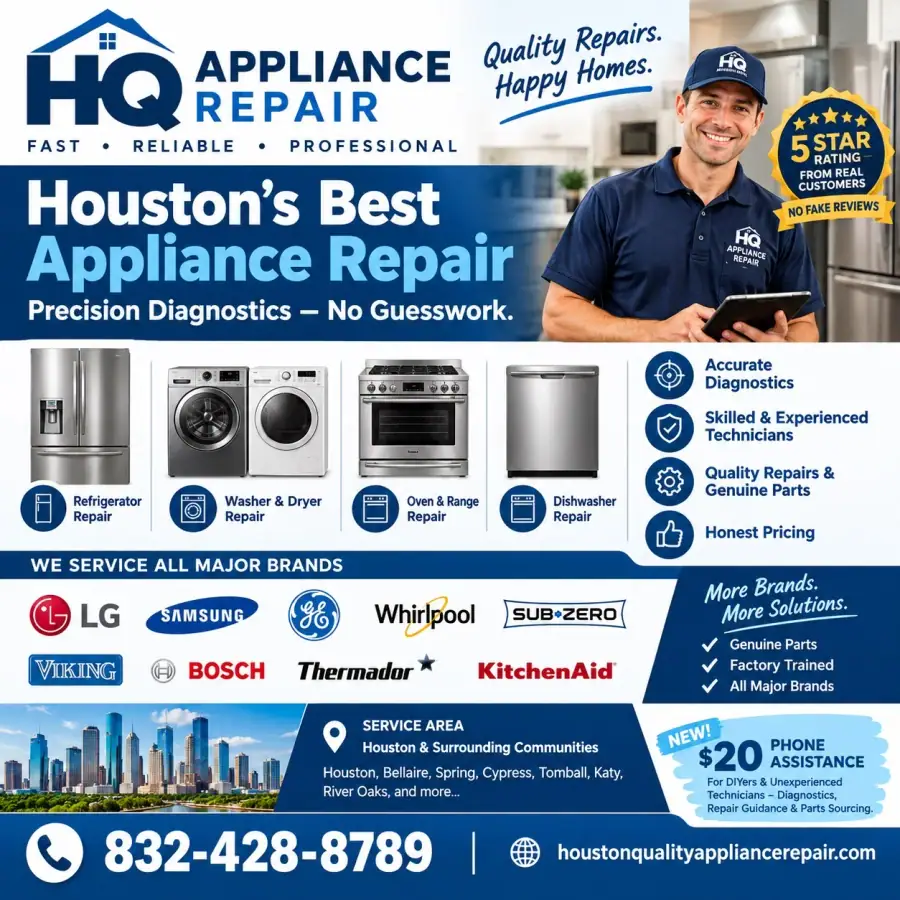 HQ APPLIANCE
REPAIR
FAST • RELIABLE • PROFESSIONAL
Quality Repairs.
Happy Homes.
HQ
HQ
APPLIANCE
REPAIR
5 STAR
RATING
FROM REAL
CUSTOMERS
NO FAKE REVIEWS
Houston's Best
Appliance Repair
Precision Diagnostics – No Guesswork.
Refrigerator
Repair
Washer & Dryer
Repair
Oven & Range
Repair
Dishwasher
Repair
Accurate
Diagnostics
Skilled & Experienced
Technicians
Quality Repairs &
Genuine Parts
Honest Pricing
WE SERVICE ALL MAJOR BRANDS
LG
SAMSUNG
GE
Whirlpool
SUB-ZERO
VIKING
BOSCH
Thermador
KitchenAid
More Brands.
More Solutions.
Genuine Parts
Factory Trained
All Major Brands
SERVICE AREA
Houston & Surrounding Communities
Houston, Bellaire, Spring, Cypress, Tomball, Katy,
River Oaks, and more...
NEW!
$20 PHONE
ASSISTANCE
For DIYers & Unexperienced
Technicians – Diagnostics,
Repair Guidance & Parts Sourcing.
832-428-8789
houstonqualityappliancerepair.com